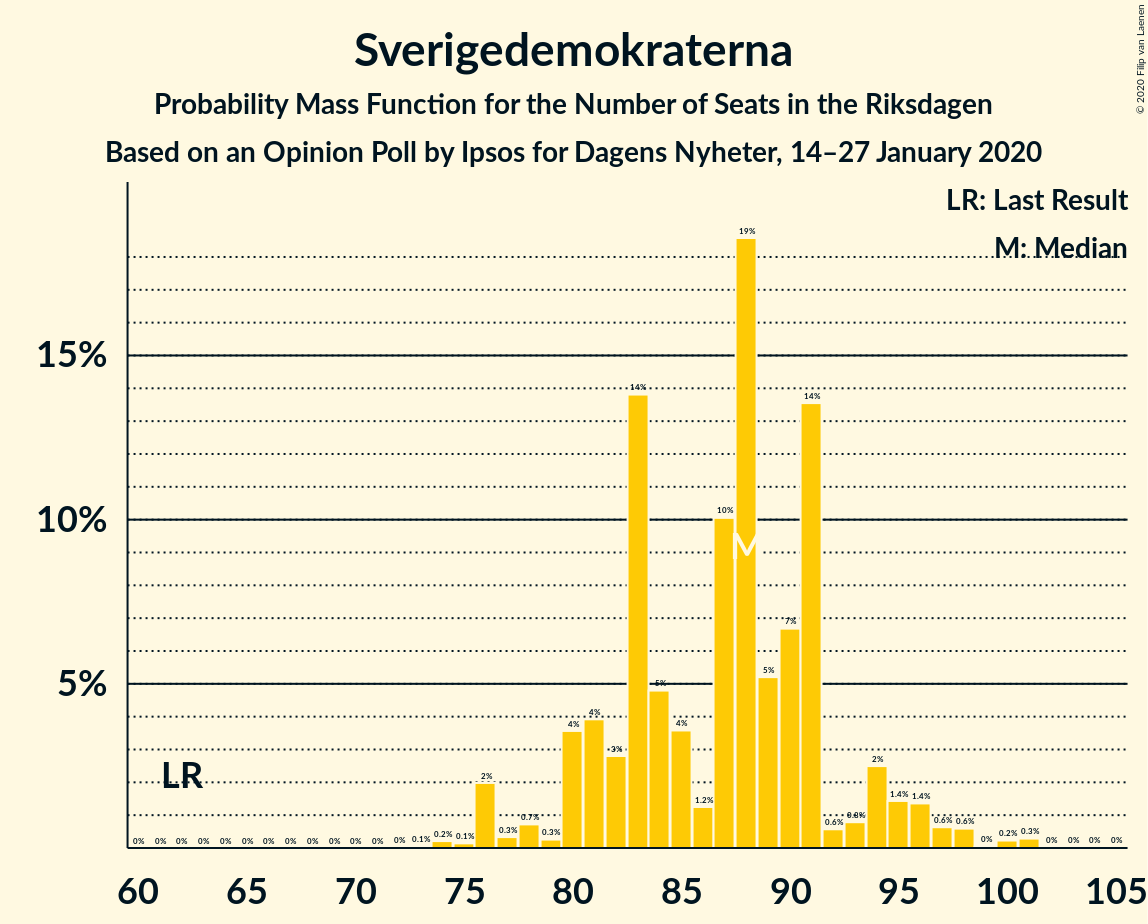 Sverigedemokraterna
Probability Mass Function for the Number of Seats in the Riksdagen
Based on an Opinion Poll by Ipsos for Dagens Nyheter, 14–27 January 2020
© 2020 Filip van Laenen
LR: Last Result
M: Median
15%
10%
5%
0% 0% 0% 0% 0% 0% 0% 0% 0% 0% 0% 0% 0% 0.1% 0.2% 0.1% 2% 0.3% 0.7% 0.3% 4% 4% 3% 14% 5% 4% 1.2% 10% 19% 5% 7% 14% 0.6% 0.8% 2% 1.4% 1.4% 0.6% 0.6% 0% 0.2% 0.3% 0% 0% 0% 0%
M
LR
60 65 70 75 80 85 90 95 100 105